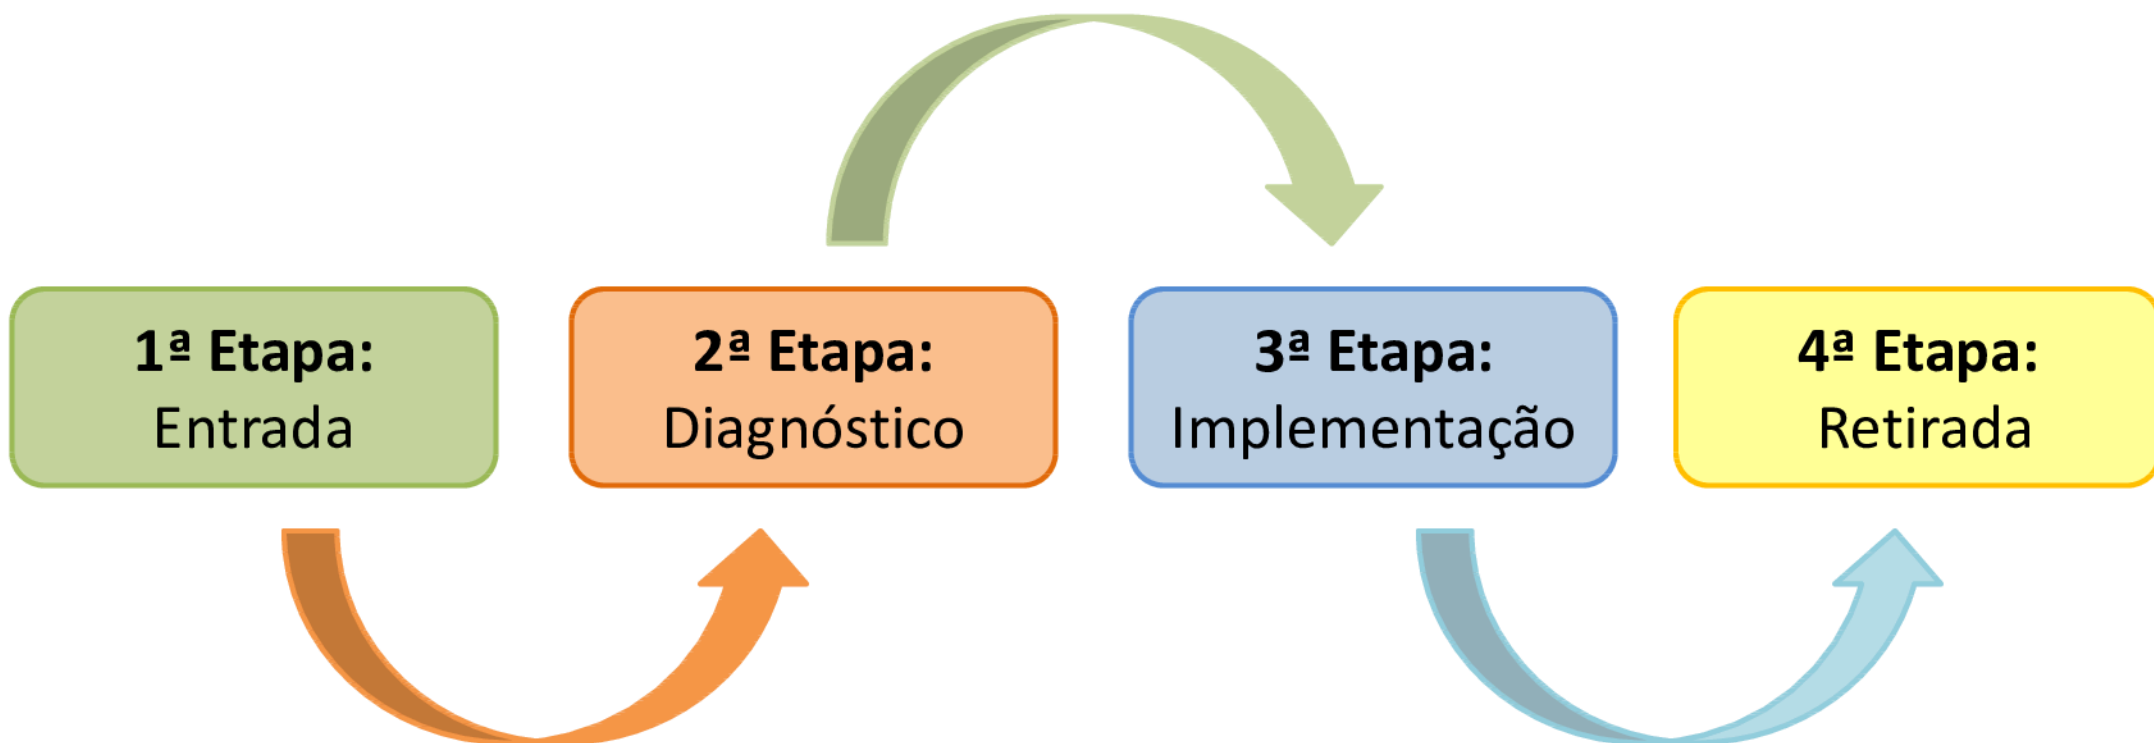 1ª Etapa:
Entrada
2ª Etapa:
Diagnóstico
3ª Etapa:
Implementação
4ª Etapa:
Retirada